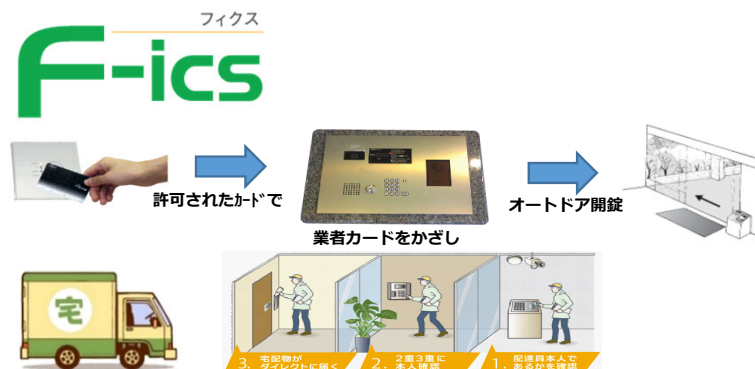 フィクス
F-ics
許可されたｶｰﾄﾞで
業者カードをかざし
オートドア開錠
宅
3. 宅配物が
ダイレクトに届く
2. 2重3重に
本人確認
1. 配達員本人で
あるかを確認